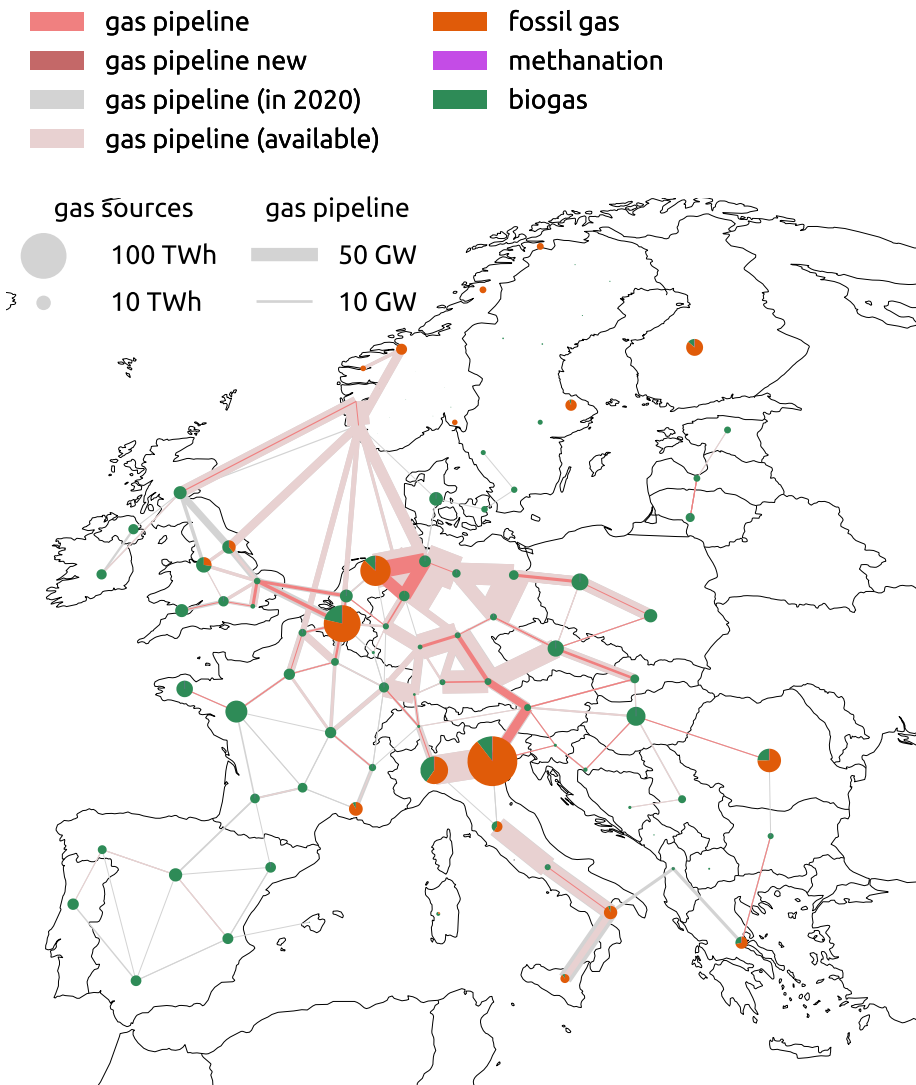 gas pipeline
gas pipeline new
gas pipeline (in 2020)
gas pipeline (available)
fossil gas
methanation
biogas
gas sources
100 TWh
10 TWh
gas pipeline
50 GW
10 GW